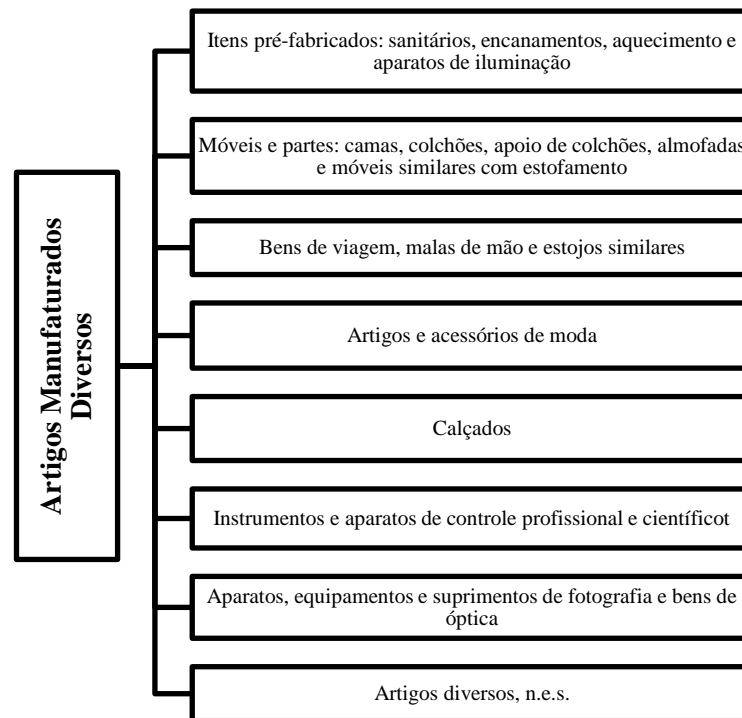 Artigos Manufaturados
Diversos
Itens pré-fabricados: sanitários, encanamentos, aquecimento e
aparatos de iluminação
Móveis e partes: camas, colchões, apoio de colchões, almofadas
e móveis similares com estofamento
Bens de viagem, malas de mão e estojos similares
Artigos e acessórios de moda
Calçados
Instrumentos e aparatos de controle profissional e científicot
Aparatos, equipamentos e suprimentos de fotografia e bens de
óptica
Artigos diversos, n.e.s.